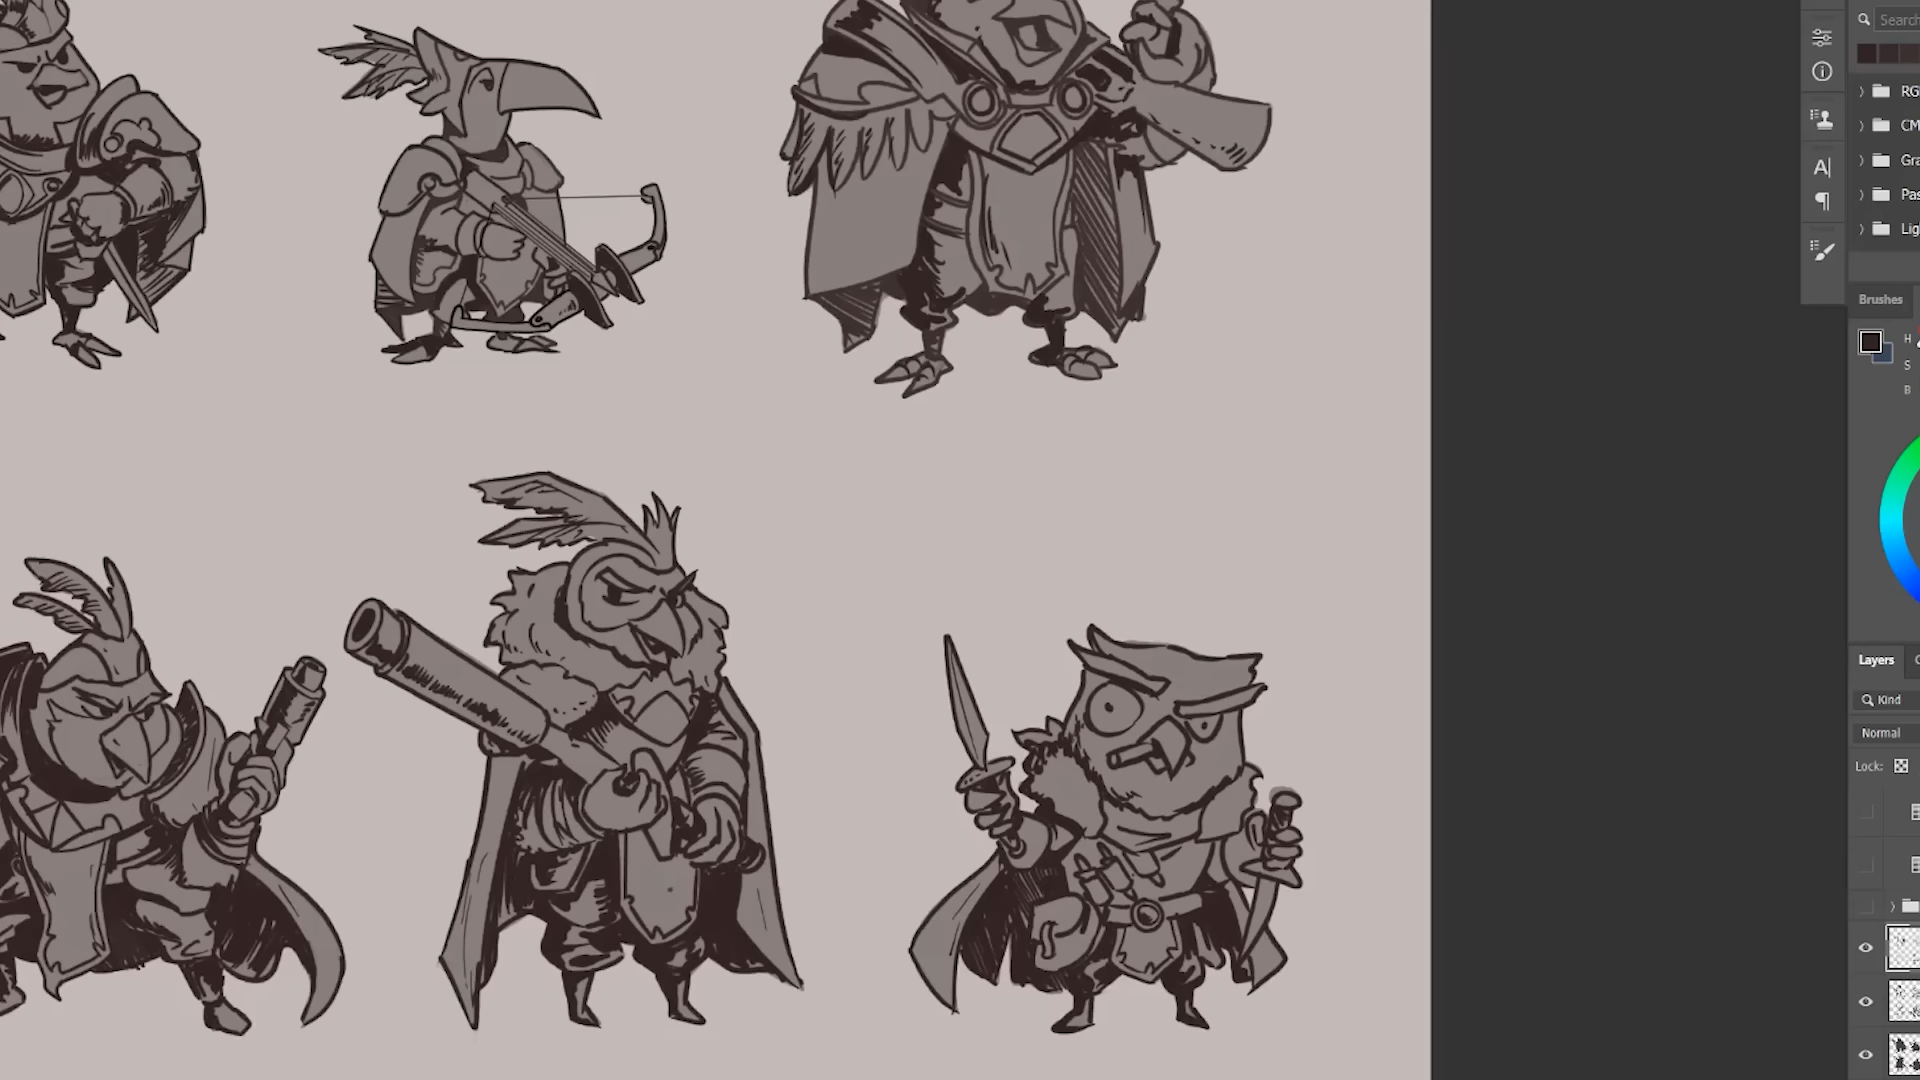 Search
RG
CM
Gra
Pas
Lig
Brushes
H
S
B
Layers
C
Kind
Normal
Lock: